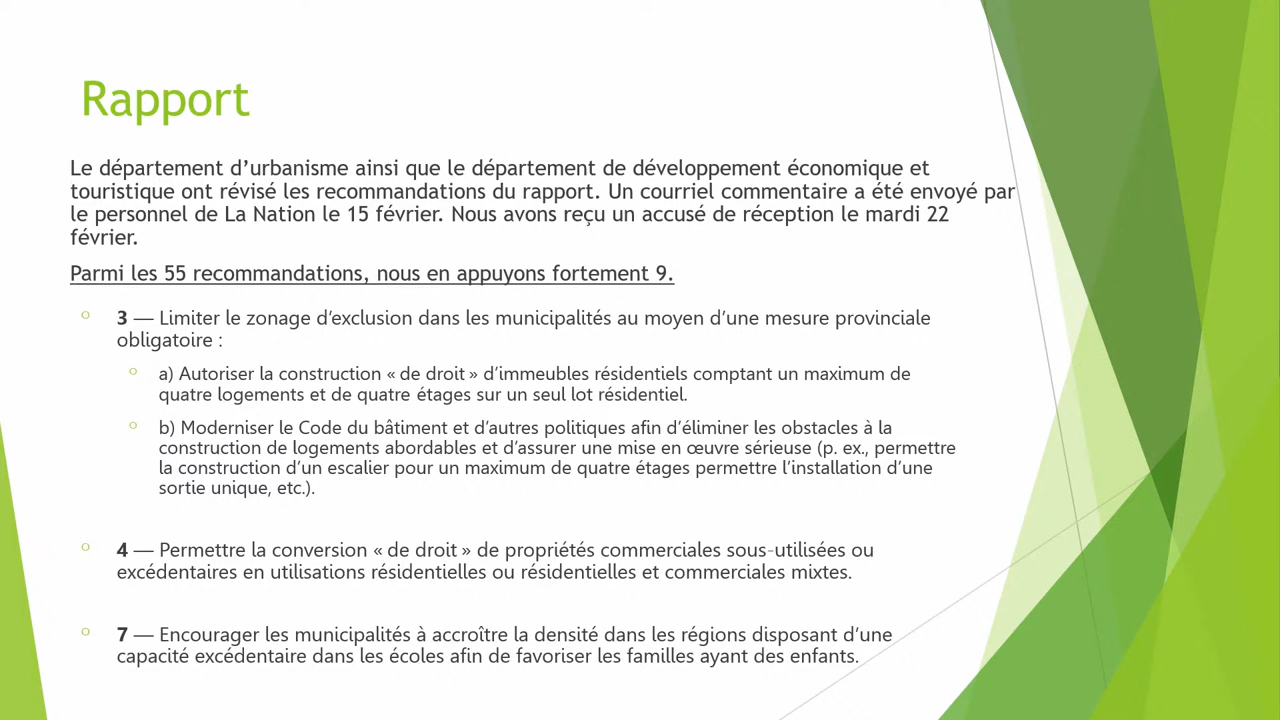 Rapport
Le département d’urbanisme ainsi que le département de développement économique et
touristique ont révisé les recommandations du rapport. Un courriel commentaire a été envoyé par
le personnel de La Nation le 15 février. Nous avons reçu un accusé de réception le mardi 22
février.
Parmi les 55 recommandations, nous en appuyons fortement 9.
3 — Limiter le zonage d’exclusion dans les municipalités au moyen d’une mesure provinciale
obligatoire :
a) Autoriser la construction « de droit » d’immeubles résidentiels comptant un maximum de
quatre logements et de quatre étages sur un seul lot résidentiel.
b) Moderniser le Code du bâtiment et d’autres politiques afin d’éliminer les obstacles à la
construction de logements abordables et d’assurer une mise en œuvre sérieuse (p. ex., permettre
la construction d’un escalier pour un maximum de quatre étages permettre l’installation d’une
sortie unique, etc.).
4 — Permettre la conversion « de droit » de propriétés commerciales sous-utilisées ou
excédentaires en utilisations résidentielles ou résidentielles et commerciales mixtes.
7 — Encourager les municipalités à accroître la densité dans les régions disposant d’une
capacité excédentaire dans les écoles afin de favoriser les familles ayant des enfants.